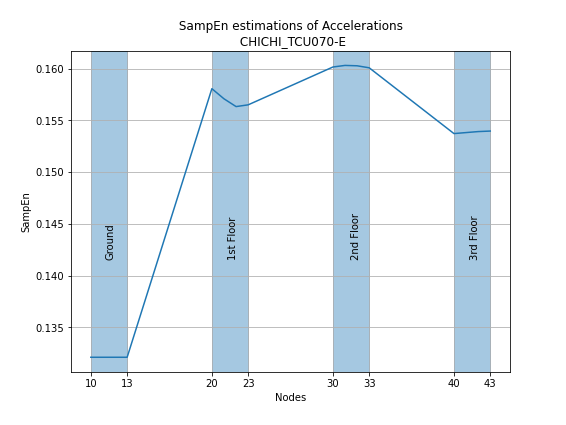 SampEn estimations of Accelerations
CHICHI_TCU070-E
0.160
0.155
0.150
0.145
0.140
0.135
SampEn
Ground
1st Floor
2nd Floor
3rd Floor
10 13 20 23 30 33 40 43
Nodes